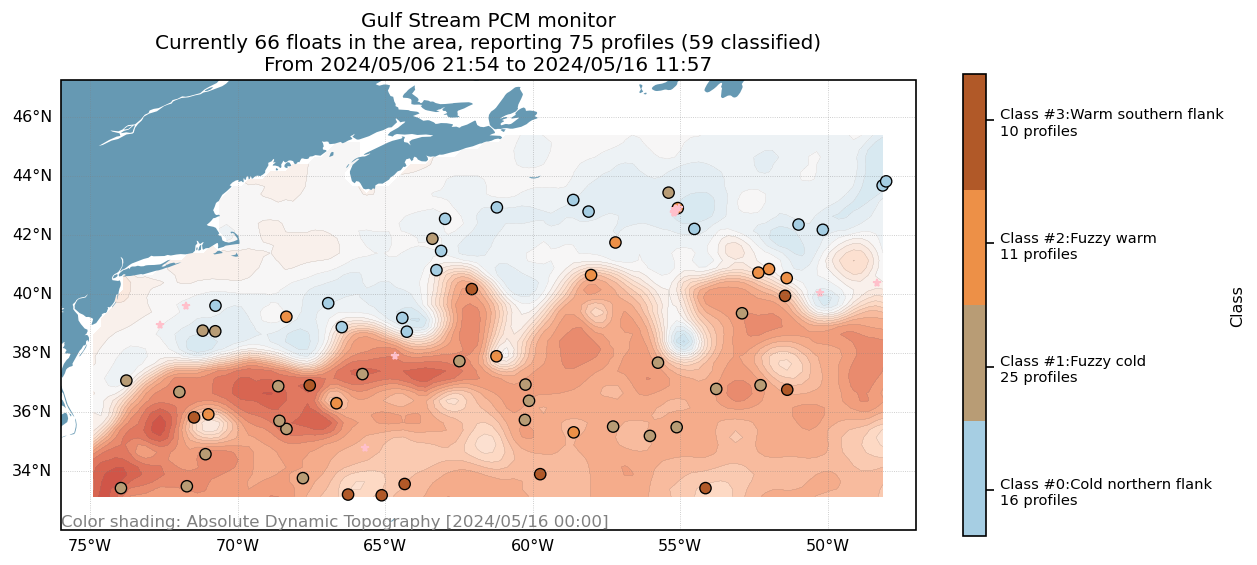 Gulf Stream PCM monitor
Currently 66 floats in the area, reporting 75 profiles (59 classified)
From 2024/05/06 21:54 to 2024/05/16 11:57
46°N
44°N
42°N
40°N
38°N
36°N
34°N
Color shading: Absolute Dynamic Topography [2024/05/16 00:00]
75°W
70°W
65°W
60°W
55°W
50°W
Class #3:Warm southern flank
10 profiles
Class #2:Fuzzy warm
11 profiles
Class #1:Fuzzy cold
25 profiles
Class #0:Cold northern flank
16 profiles
Class